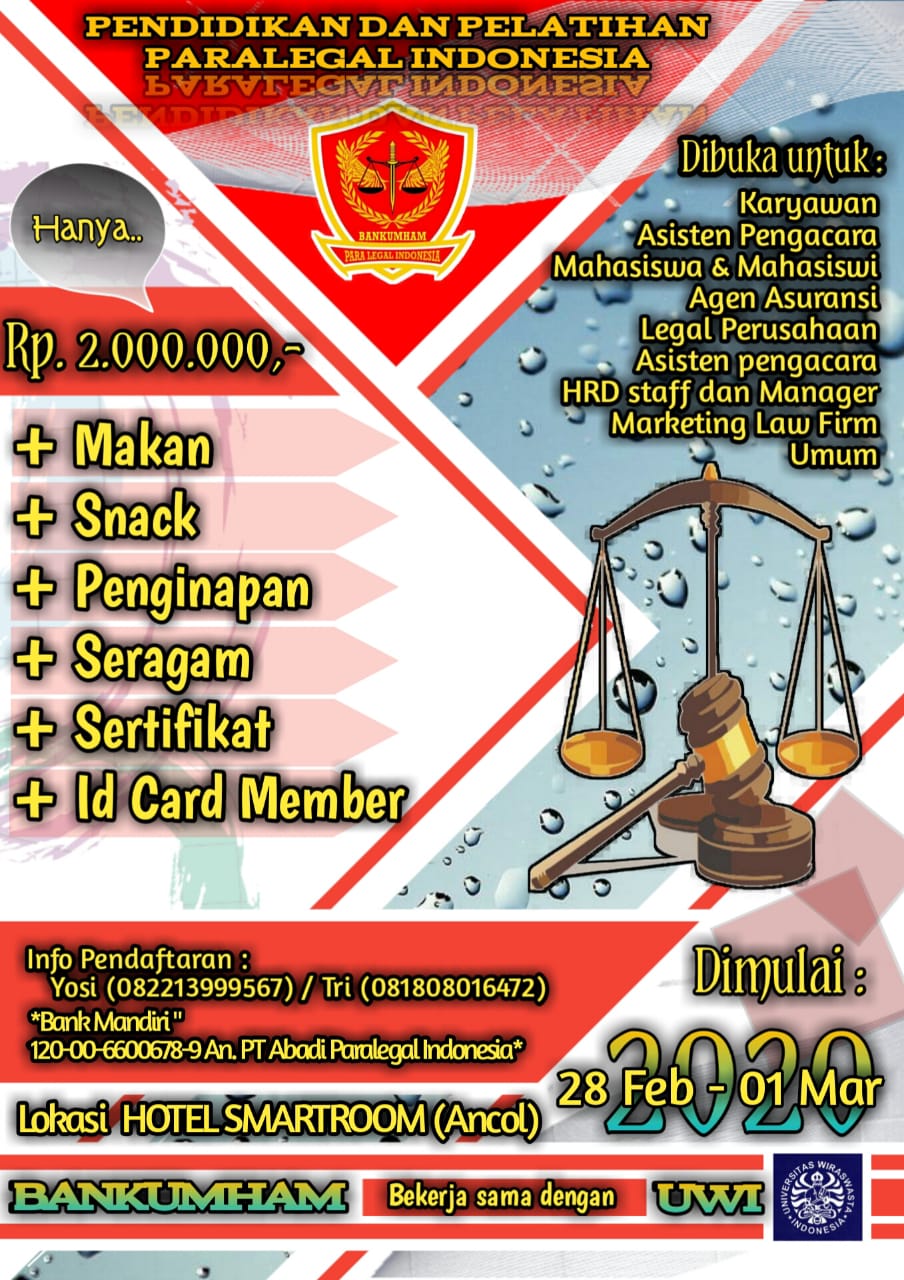 PENDIDIKAN DAN PELATIHAN
PARALEGAL INDONESIA
BANKUMHAM
PARA LEGAL INDONESIA
Hanya..
Rp. 2.000.000,-
+ Makan
+ Snack
+ Penginapan
+ Seragam
+ Sertifikat
+ Id Card Member
Dibuka untuk :
Karyawan
Asisten Pengacara
Mahasiswa & Mahasiswi
Agen Asuransi
Legal Perusahaan
Asisten pengacara
HRD staff dan Manager
Marketing Law Firm
Umum
Info Pendaftaran :
Yosi (082213999567) / Tri (081808016472)
*Bank Mandiri "
120-00-6600678-9 An. PT Abadi Paralegal Indonesia*
Dimulai :
2020
28 Feb - 01 Mar
Lokasi HOTEL SMARTROOM (Ancol)
BANKUMHAM Bekerja sama dengan UWI
UNIVERSITAS WIRASWASTA INDONESIA